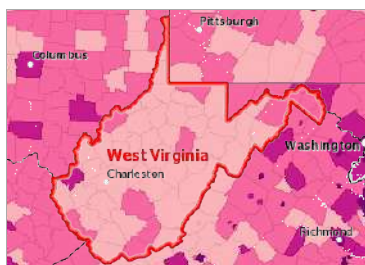 Pittsburgh
Columbus
Washington
West Virginia
Charleston
Richmond